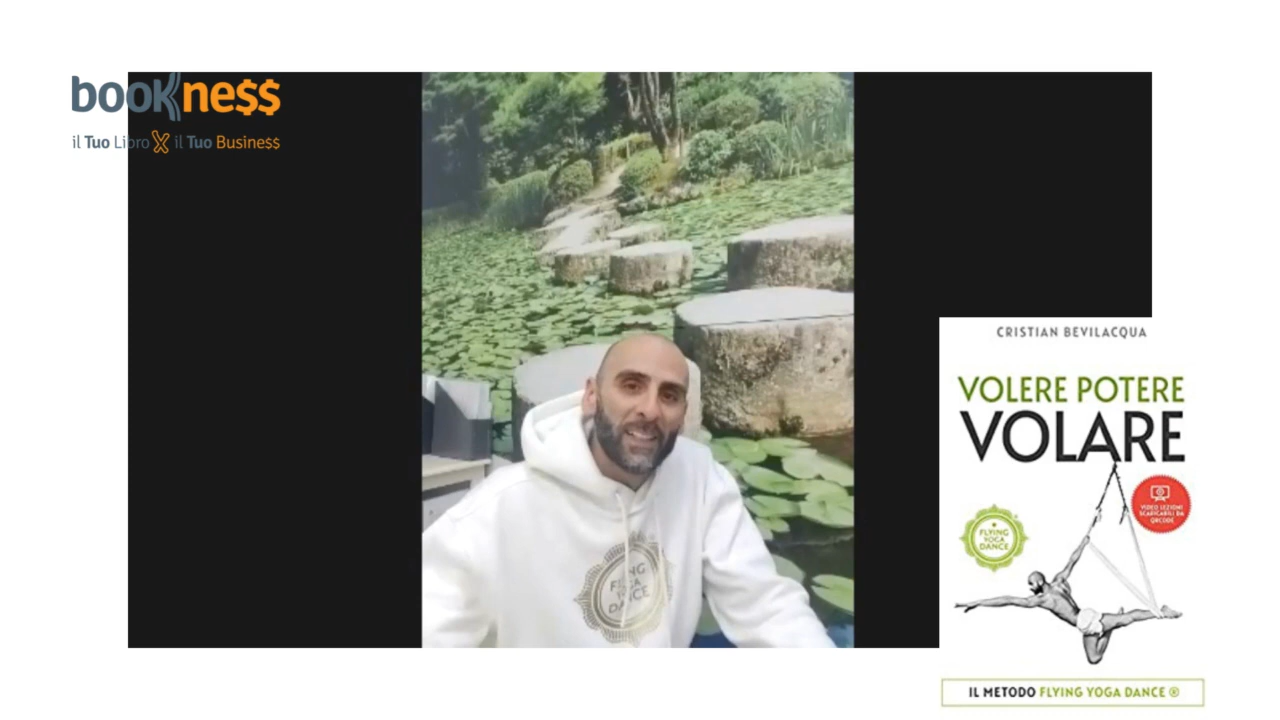 bookne$$
il Tuo Libro X il Tuo Busine$$
CRISTIAN BEVILACQUA
VOLERE POTERE
VOLARE
VIDEO LEZIONI
SCARICABILI DA
QRCODE
FLYING
YOGA
DANCE
®
FLYING
YOGA
DANCE
®
IL METODO FLYING YOGA DANCE ®